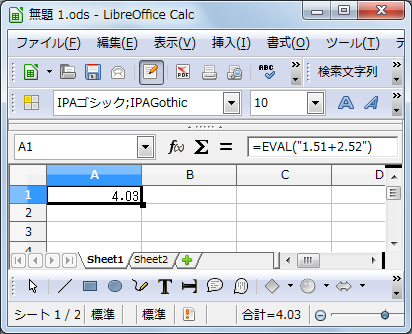 無題 1.ods - LibreOffice Calc
ファイル(F) 編集(E) 表示(V) 挿入(I) 書式(O) ツール(T)
PDF ABC 検索文字列
IPAゴシック;IPAGothic 10 A A
A1 f(x) Σ = =EVAL("1.51+2.52")
A B C D
1 4.03
2
3
4
Sheet1 Sheet2
T
シート 1 / 2 標準 標準 合計=4.03